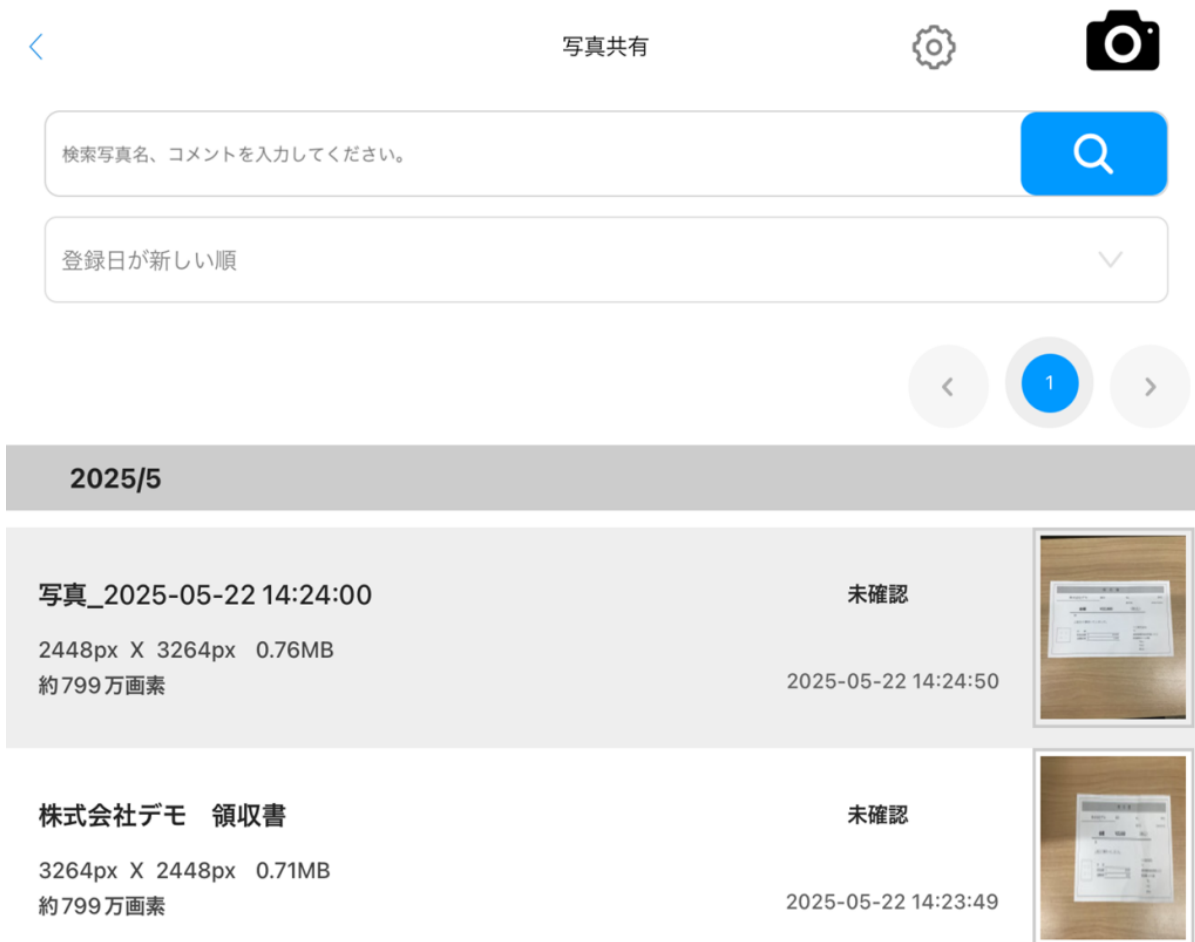 写真共有
検索写真名、コメントを入力してください。
登録日が新しい順
1
2025/5
写真_2025-05-22 14:24:00
未確認
2448px X 3264px 0.76MB
約799万画素
2025-05-22 14:24:50
株式会社デモ　領収書
未確認
3264px X 2448px 0.71MB
約799万画素
2025-05-22 14:23:49